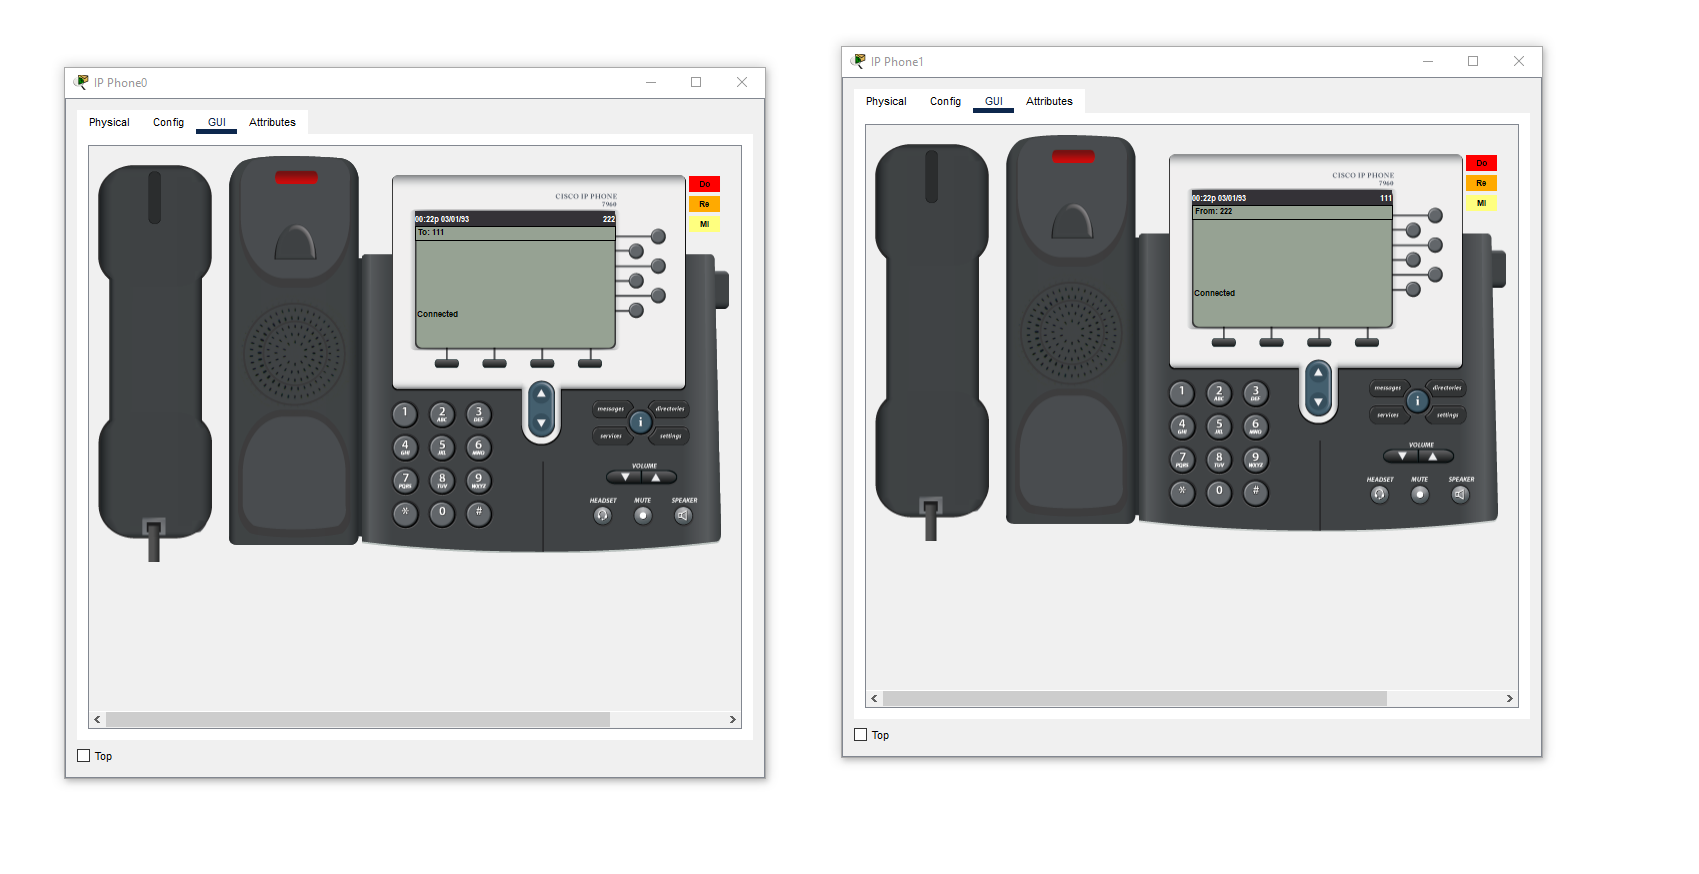 IP Phone0
Physical Config GUI Attributes
CISCO IP PHONE
7960
00:22p 03/01/93 222
To: 111
Connected
Do
Re
MI
1
2 ABC
3 DEF
4 GHI
5 JKL
6 MNO
7 PQRS
8 TUV
9 WXYZ
*
0
#
messages directories
i
services settings
VOLUME
HEADSET MUTE SPEAKER
Top
IP Phone1
Physical Config GUI Attributes
CISCO IP PHONE
7960
00:22p 03/01/93 111
From: 222
Connected
Do
Re
MI
1
2 ABC
3 DEF
4 GHI
5 JKL
6 MNO
7 PQRS
8 TUV
9 WXYZ
*
0
#
messages directories
i
services settings
VOLUME
HEADSET MUTE SPEAKER
Top